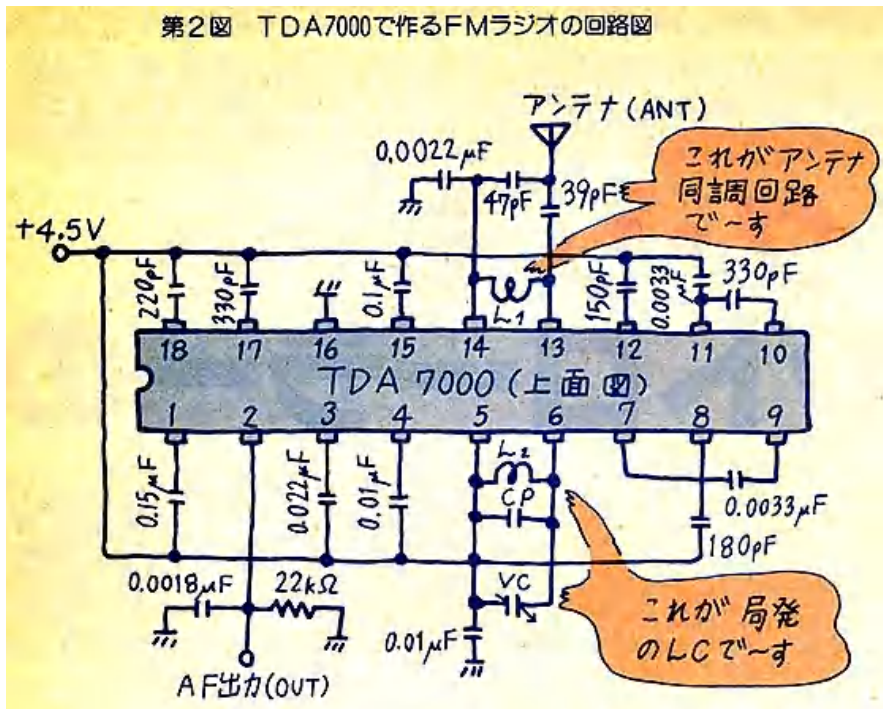 第2図 TDA7000で作るFMラジオの回路図
アンテナ(ANT)
0.0022μF
47pF
39pF
これがアンテナ
同調回路
で〜す
+4.5V
220pF
330pF
0.1μF
L1
150pF
0.0033
μF
330pF
18 17 16 15 14 13 12 11 10
TDA 7000(上面図)
1 2 3 4 5 6 7 8 9
0.15μF
0.022μF
0.01μF
L2
CP
0.0033μF
180pF
0.0018μF
22kΩ
VC
0.01μF
これが局発
のLCで〜す
AF出力(OUT)